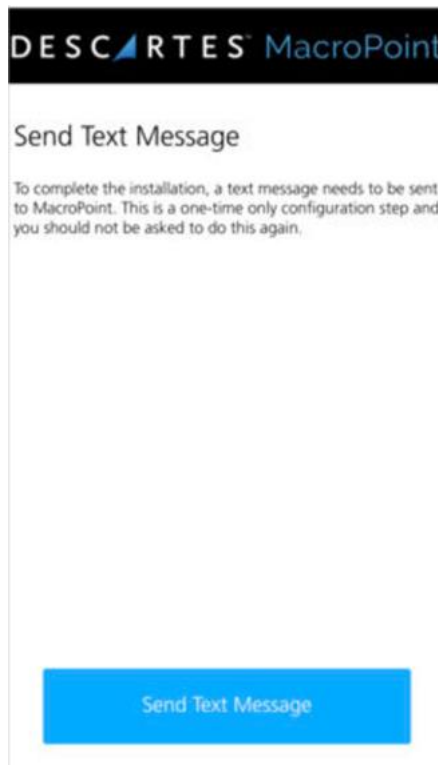 DESCARTES™ MacroPoint
Send Text Message
To complete the installation, a text message needs to be sent
to MacroPoint. This is a one-time only configuration step and
you should not be asked to do this again.
Send Text Message